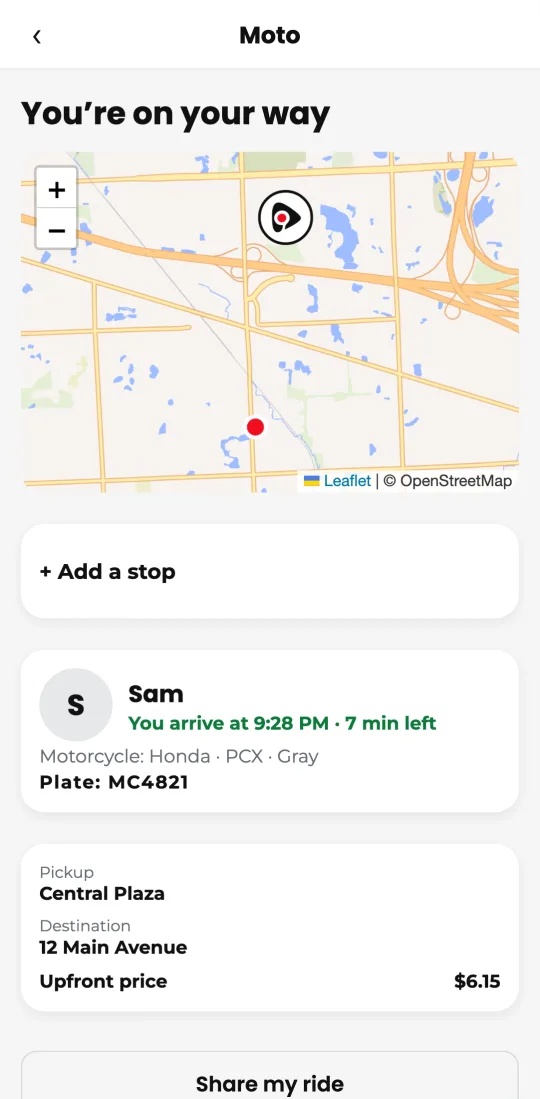 ‹
Moto
You’re on your way
+
−
Leaflet | © OpenStreetMap
+ Add a stop
S
Sam
You arrive at 9:28 PM · 7 min left
Motorcycle: Honda · PCX · Gray
Plate: MC4821
Pickup
Central Plaza
Destination
12 Main Avenue
Upfront price $6.15
Share my ride